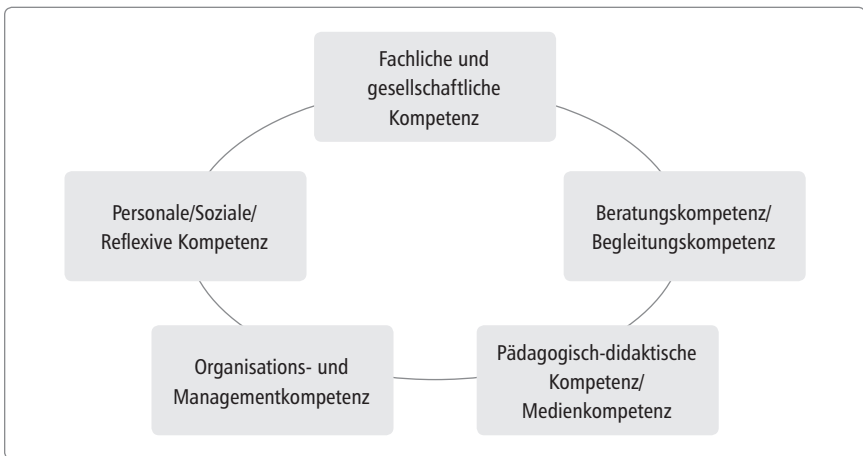 Fachliche und
gesellschaftliche
Kompetenz
Personale/Soziale/
Reflexive Kompetenz
Beratungskompetenz/
Begleitungskompetenz
Organisations- und
Managementkompetenz
Pädagogisch-didaktische
Kompetenz/
Medienkompetenz